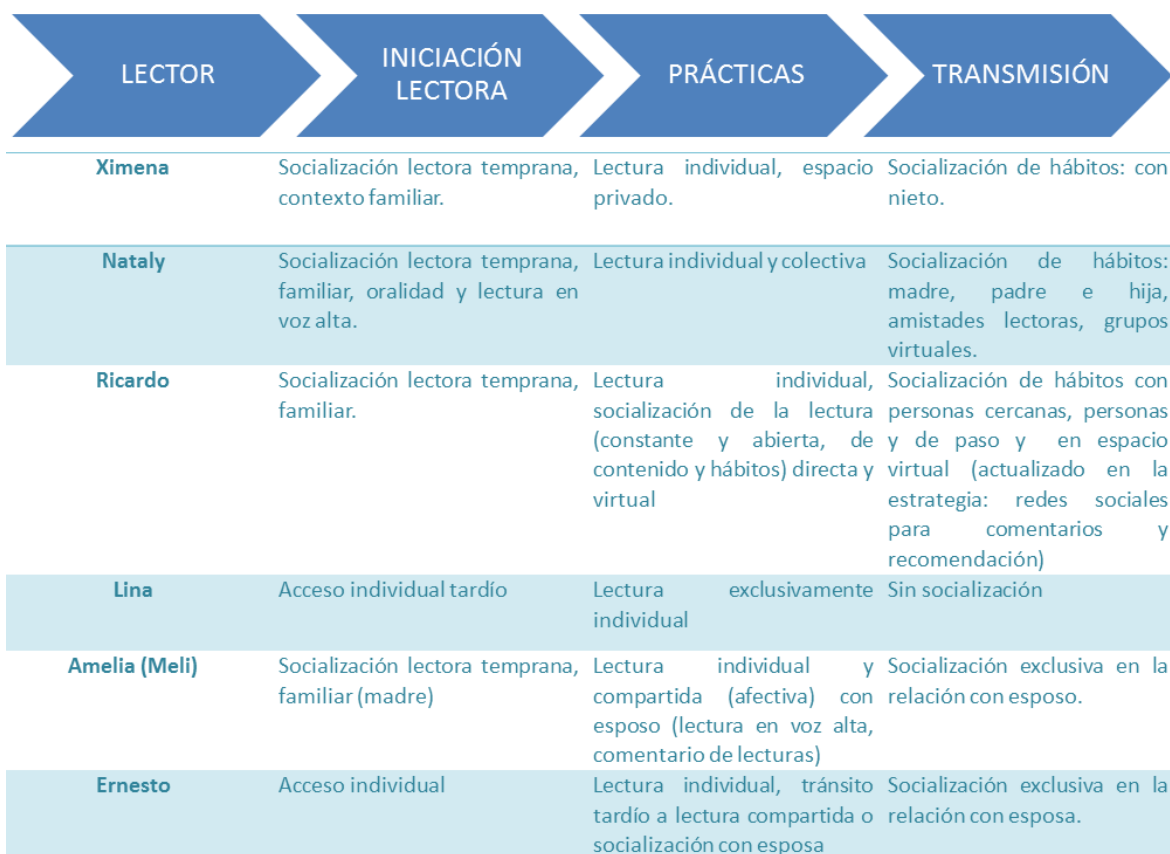 LECTOR
INICIACIÓN
LECTORA
PRÁCTICAS
TRANSMISIÓN
Ximena
Socialización lectora temprana,
contexto familiar.
Lectura individual, espacio
privado.
Socialización de hábitos: con
nieto.
Nataly
Socialización lectora temprana,
familiar, oralidad y lectura en
voz alta.
Lectura individual y colectiva
Socialización de hábitos:
madre, padre e hija,
amistades lectoras, grupos
virtuales.
Ricardo
Socialización lectora temprana,
familiar.
Lectura individual,
socialización de la lectura
(constante y abierta, de
contenido y hábitos) directa y
virtual
Socialización de hábitos con
personas cercanas, personas
y de paso y en espacio
virtual (actualizado en la
estrategia: redes sociales
para comentarios y
recomendación)
Lina
Acceso individual tardío
Lectura exclusivamente
individual
Sin socialización
Amelia (Meli)
Socialización lectora temprana,
familiar (madre)
Lectura individual y
compartida (afectiva) con
esposo (lectura en voz alta,
comentario de lecturas)
Socialización exclusiva en la
relación con esposo.
Ernesto
Acceso individual
Lectura individual, tránsito
tardío a lectura compartida o
socialización con esposa
Socialización exclusiva en la
relación con esposa.